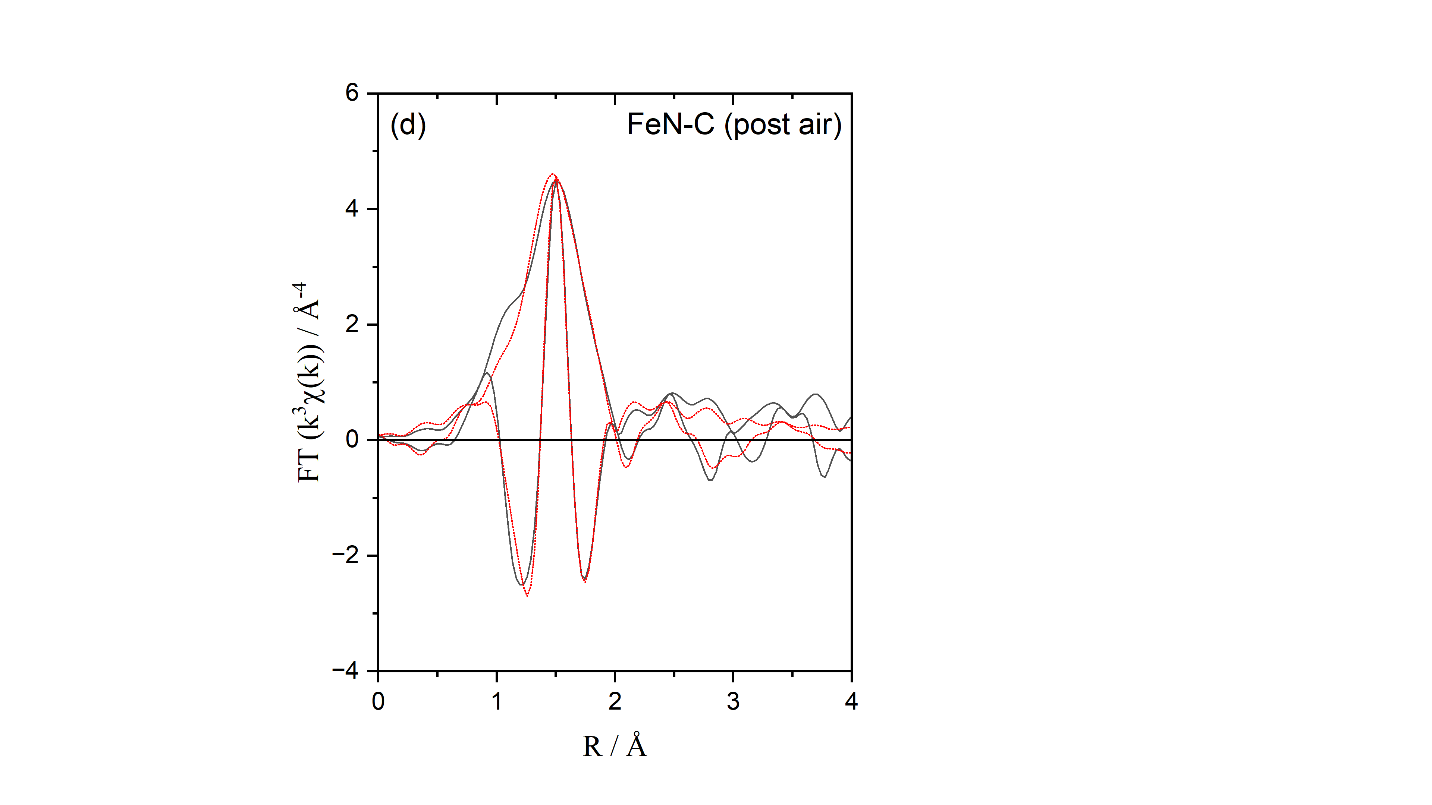 (d) FeN-C (post air)
6
4
2
0
−2
−4
FT (k³χ(k)) / Å⁻⁴
0 1 2 3 4
R / Å